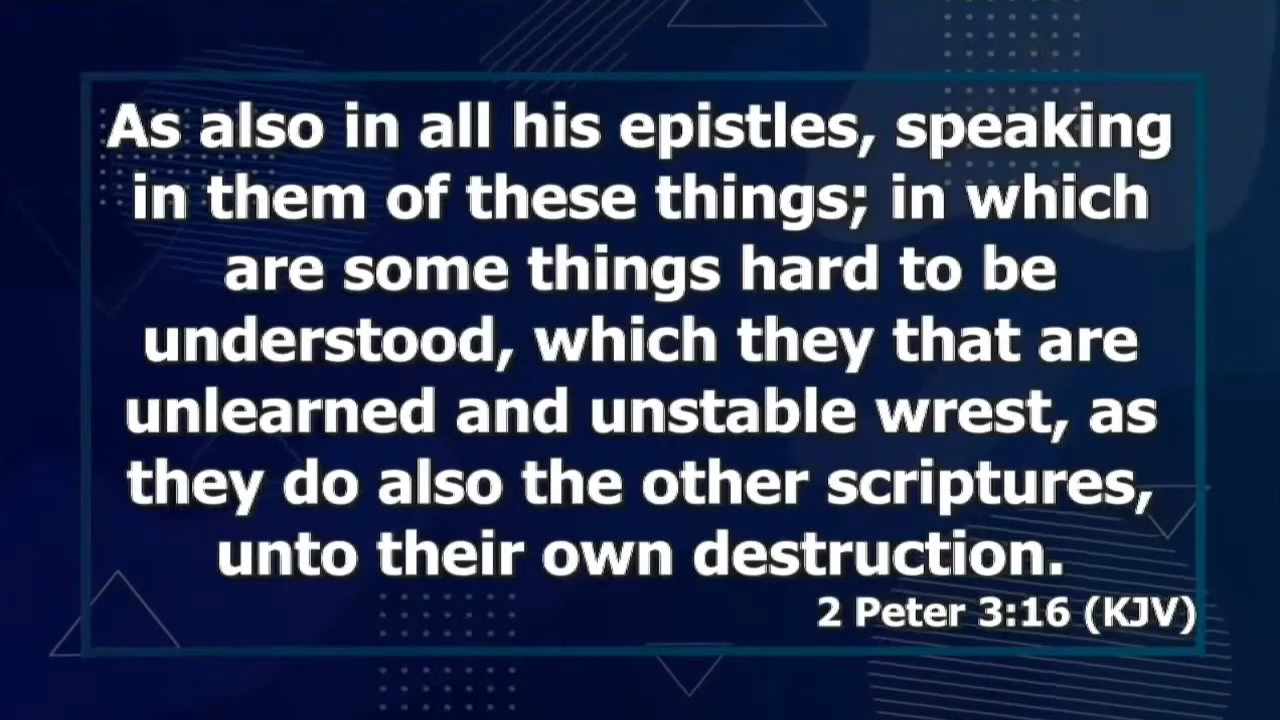 As also in all his epistles, speaking
in them of these things; in which
are some things hard to be
understood, which they that are
unlearned and unstable wrest, as
they do also the other scriptures,
unto their own destruction.
2 Peter 3:16 (KJV)